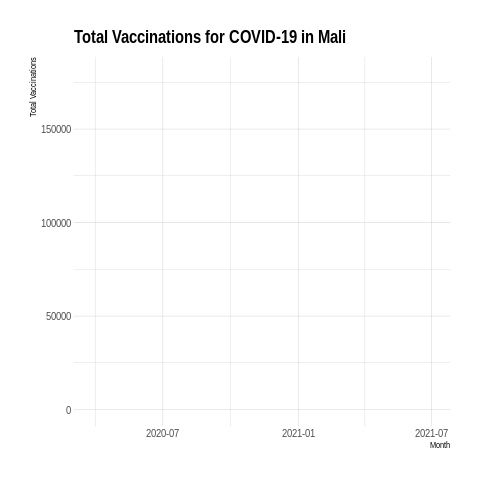 Total Vaccinations for COVID-19 in Mali
Total Vaccinations
150000
100000
50000
0
2020-07
2021-01
2021-07
Month